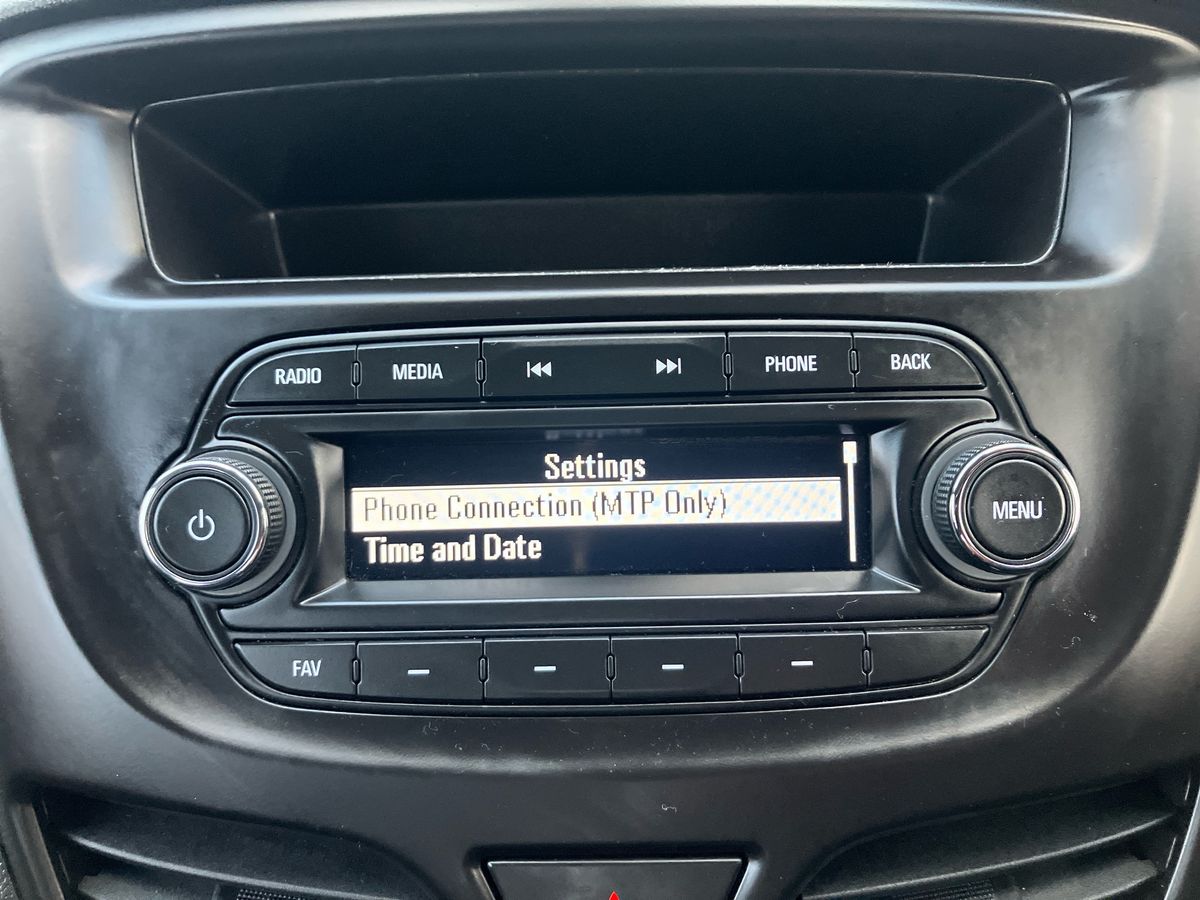 RADIO
MEDIA
PHONE
BACK
Settings
Phone Connection (MTP Only)
Time and Date
MENU
FAV